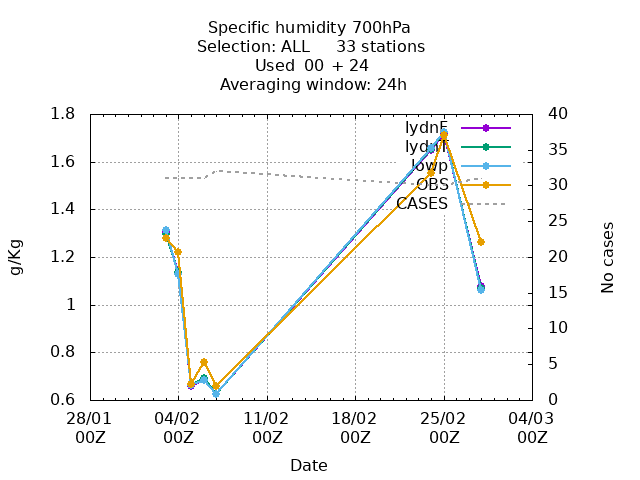 Specific humidity 700hPa
Selection: ALL 33 stations
Used 00 + 24
Averaging window: 24h
1.8
1.6
1.4
1.2
1
0.8
0.6
g/Kg
40
35
30
25
20
15
10
5
0
No cases
lowp
OBS
CASES
28/01 04/02 11/02 18/02 25/02 04/03
00Z 00Z 00Z 00Z 00Z 00Z
Date